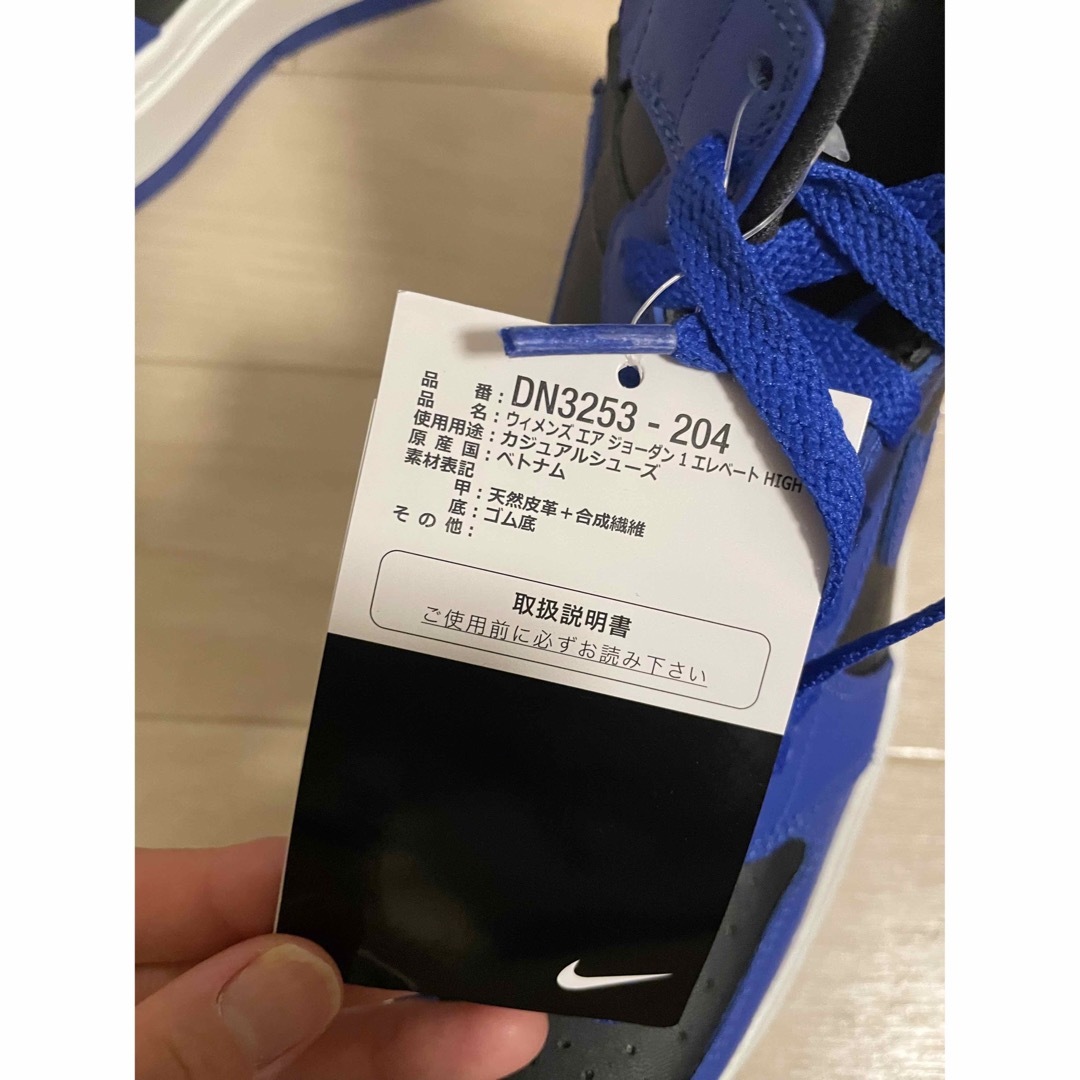 品番：DN3253 - 204
品名：ウィメンズ エア ジョーダン 1 エレベート HIGH
使用用途：カジュアルシューズ
原産国：ベトナム
素材表記
甲：天然皮革＋合成繊維
底：ゴム底
その他：
取扱説明書
ご使用前に必ずお読み下さい